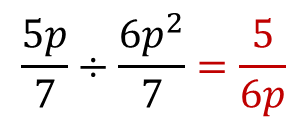 5p/7 ÷ 6p²/7 = 5/6p